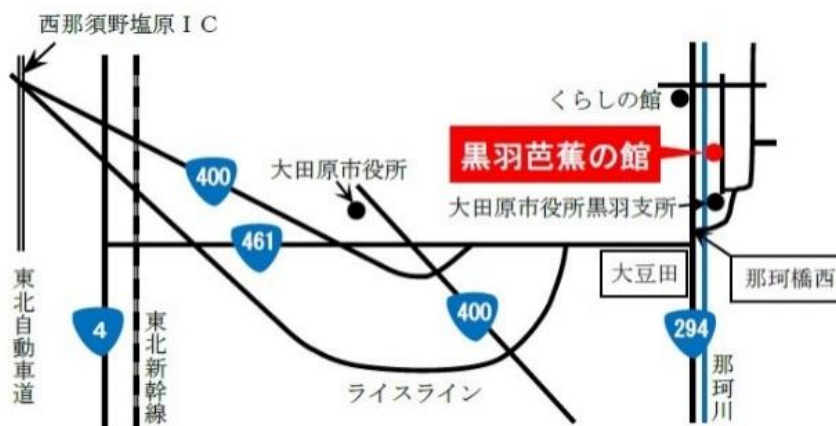 西那須野塩原IC
くらしの館
黒羽芭蕉の館
大田原市役所
400
大田原市役所黒羽支所
461
大豆田
那珂橋西
東北自動車道
4
東北新幹線
400
294
那珂川
ライスライン